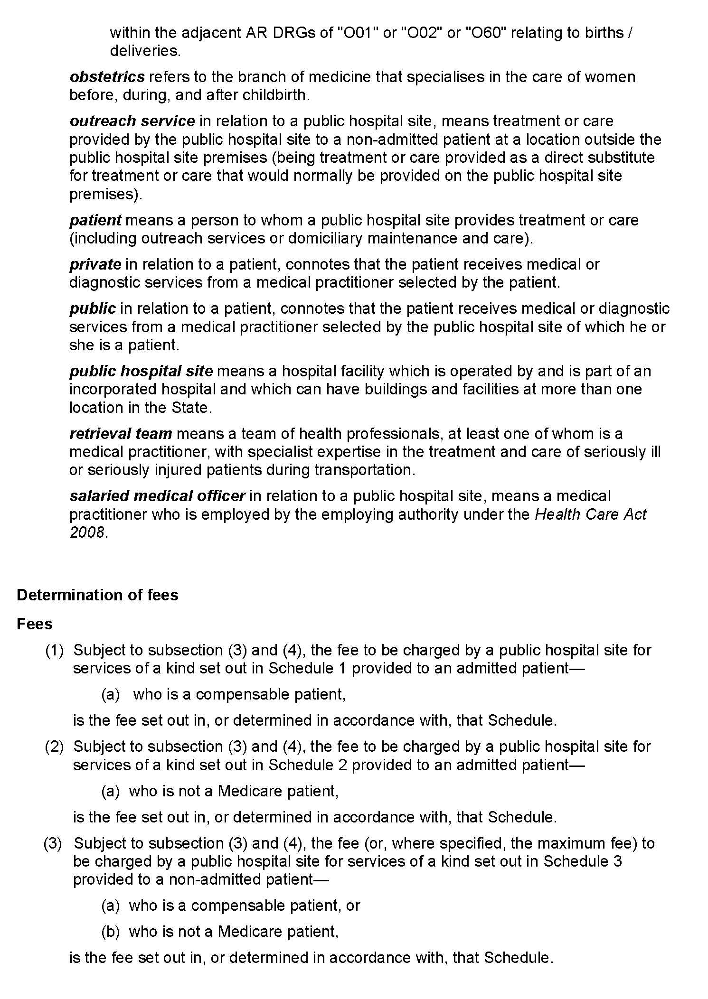 within the adjacent AR DRGs of "O01" or "O02" or "O60" relating to births /
deliveries.
obstetrics refers to the branch of medicine that specialises in the care of women
before, during, and after childbirth.
outreach service in relation to a public hospital site, means treatment or care
provided by the public hospital site to a non-admitted patient at a location outside the
public hospital site premises (being treatment or care provided as a direct substitute
for treatment or care that would normally be provided on the public hospital site
premises).
patient means a person to whom a public hospital site provides treatment or care
(including outreach services or domiciliary maintenance and care).
private in relation to a patient, connotes that the patient receives medical or
diagnostic services from a medical practitioner selected by the patient.
public in relation to a patient, connotes that the patient receives medical or diagnostic
services from a medical practitioner selected by the public hospital site of which he or
she is a patient.
public hospital site means a hospital facility which is operated by and is part of an
incorporated hospital and which can have buildings and facilities at more than one
location in the State.
retrieval team means a team of health professionals, at least one of whom is a
medical practitioner, with specialist expertise in the treatment and care of seriously ill
or seriously injured patients during transportation.
salaried medical officer in relation to a public hospital site, means a medical
practitioner who is employed by the employing authority under the Health Care Act
2008.
Determination of fees
Fees
(1) Subject to subsection (3) and (4), the fee to be charged by a public hospital site for
services of a kind set out in Schedule 1 provided to an admitted patient—
(a) who is a compensable patient,
is the fee set out in, or determined in accordance with, that Schedule.
(2) Subject to subsection (3) and (4), the fee to be charged by a public hospital site for
services of a kind set out in Schedule 2 provided to an admitted patient—
(a) who is not a Medicare patient,
is the fee set out in, or determined in accordance with, that Schedule.
(3) Subject to subsection (3) and (4), the fee (or, where specified, the maximum fee) to
be charged by a public hospital site for services of a kind set out in Schedule 3
provided to a non-admitted patient—
(a) who is a compensable patient, or
(b) who is not a Medicare patient,
is the fee set out in, or determined in accordance with, that Schedule.